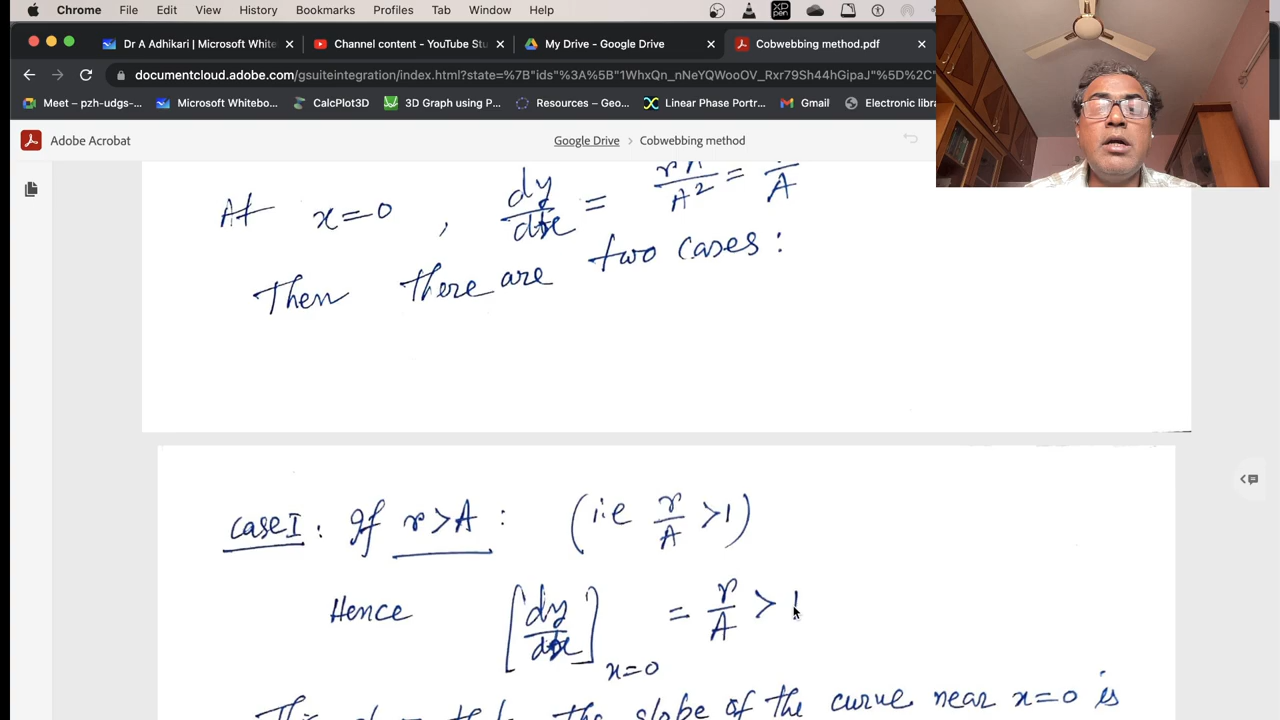 Chrome File Edit View History Bookmarks Profiles Tab Window Help
Dr A Adhikari | Microsoft White Channel content - YouTube Stu My Drive - Google Drive Cobwebbing method.pdf
documentcloud.adobe.com/gsuiteintegration/index.html?state=%7B"ids"%3A%5B"1WhxQn_nNeYQWooOV_Rxr79Sh44hGipaJ"%5D%2C"
Meet – pzh-udgs-... Microsoft Whitebo... CalcPlot3D 3D Graph using P... Resources – Geo... Linear Phase Portr... Gmail Electronic libra
Adobe Acrobat Google Drive > Cobwebbing method
At x=0 , dy/dx = rA/A² = r/A
Then there are two cases :
Case I : If r>A : (i.e r/A >1)
Hence [dy/dx] x=0 = r/A > 1
the slope of the curve near x=0 is